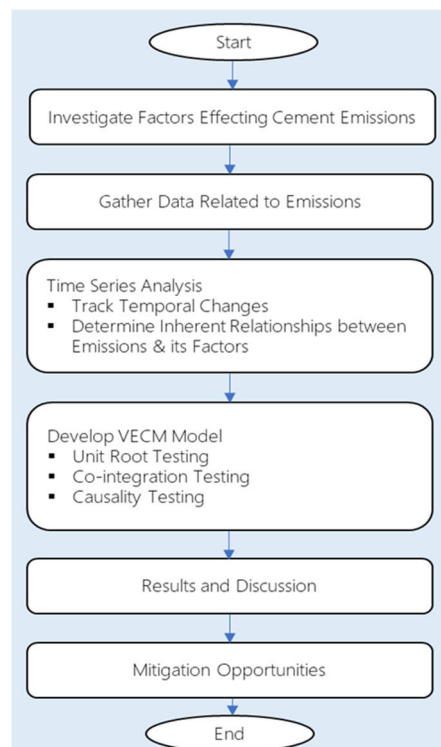 Start
Investigate Factors Effecting Cement Emissions
Gather Data Related to Emissions
Time Series Analysis
▪ Track Temporal Changes
▪ Determine Inherent Relationships between
Emissions & its Factors
Develop VECM Model
▪ Unit Root Testing
▪ Co-integration Testing
▪ Causality Testing
Results and Discussion
Mitigation Opportunities
End